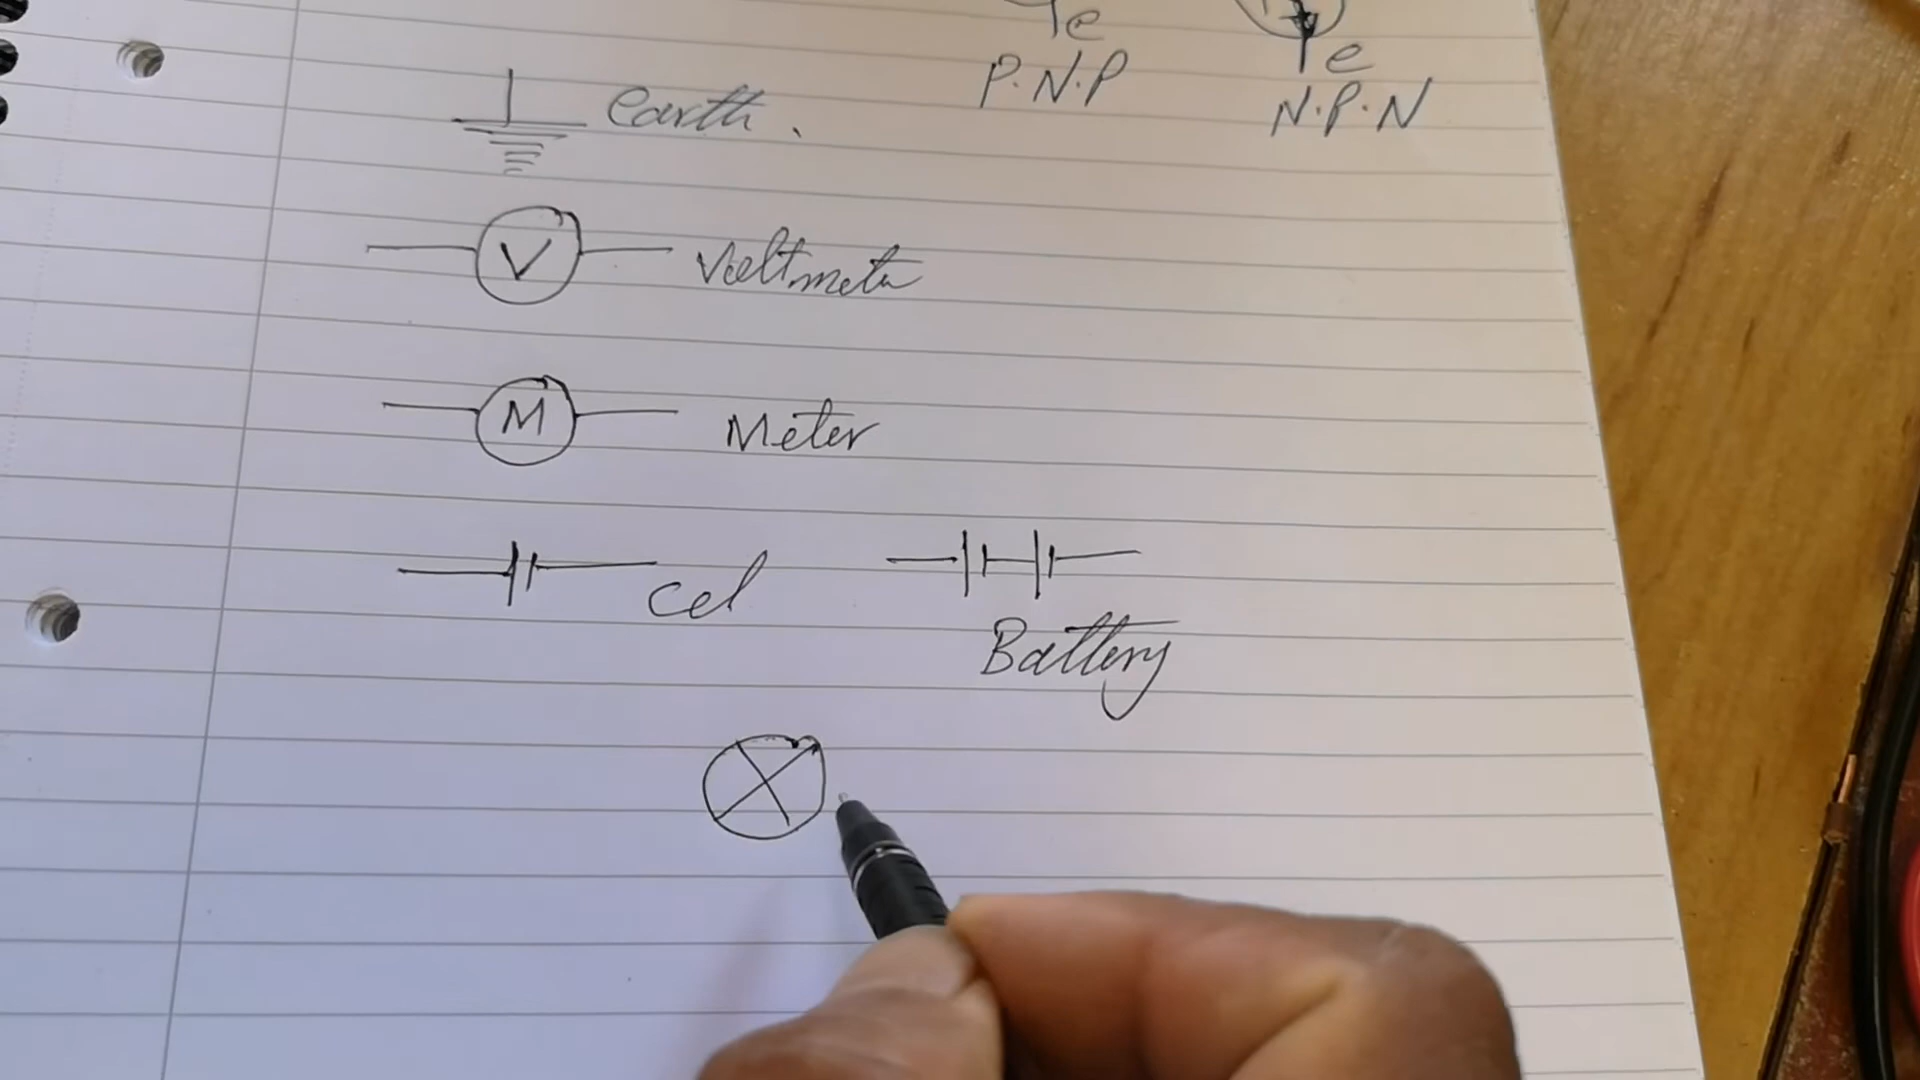 e e
P.N.P N.P.N
earth.
V Voltmeter
M Meter
Cel
Battery